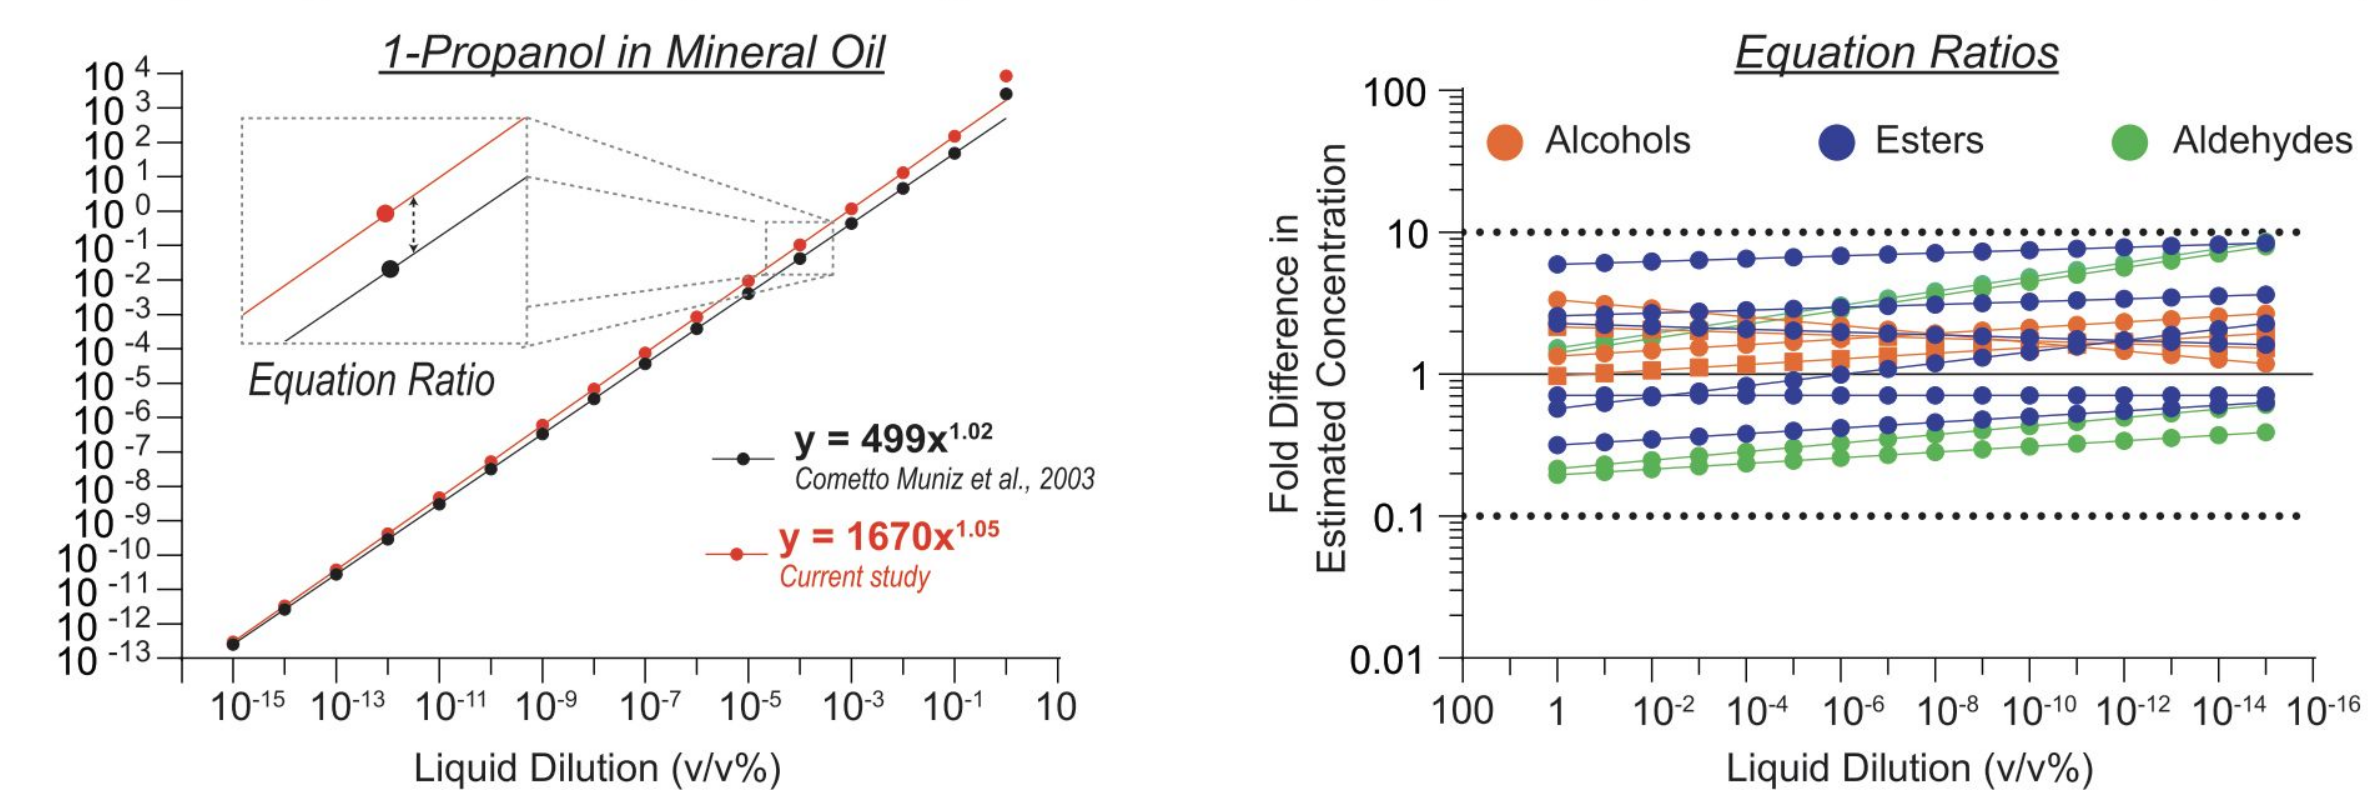 1-Propanol in Mineral Oil
10 4
10 3
10 2
10 1
10 0
10 -1
10 -2
10 -3
10 -4
10 -5
10 -6
10 -7
10 -8
10 -9
10 -10
10 -11
10 -12
10 -13
Equation Ratio
y = 499x1.02
Cometto Muniz et al., 2003
y = 1670x1.05
Current study
10-15 10-13 10-11 10-9 10-7 10-5 10-3 10-1 10
Liquid Dilution (v/v%)
Equation Ratios
Alcohols Esters Aldehydes
Fold Difference in
Estimated Concentration
100
10
1
0.1
0.01
100 1 10-2 10-4 10-6 10-8 10-10 10-12 10-14 10-16
Liquid Dilution (v/v%)